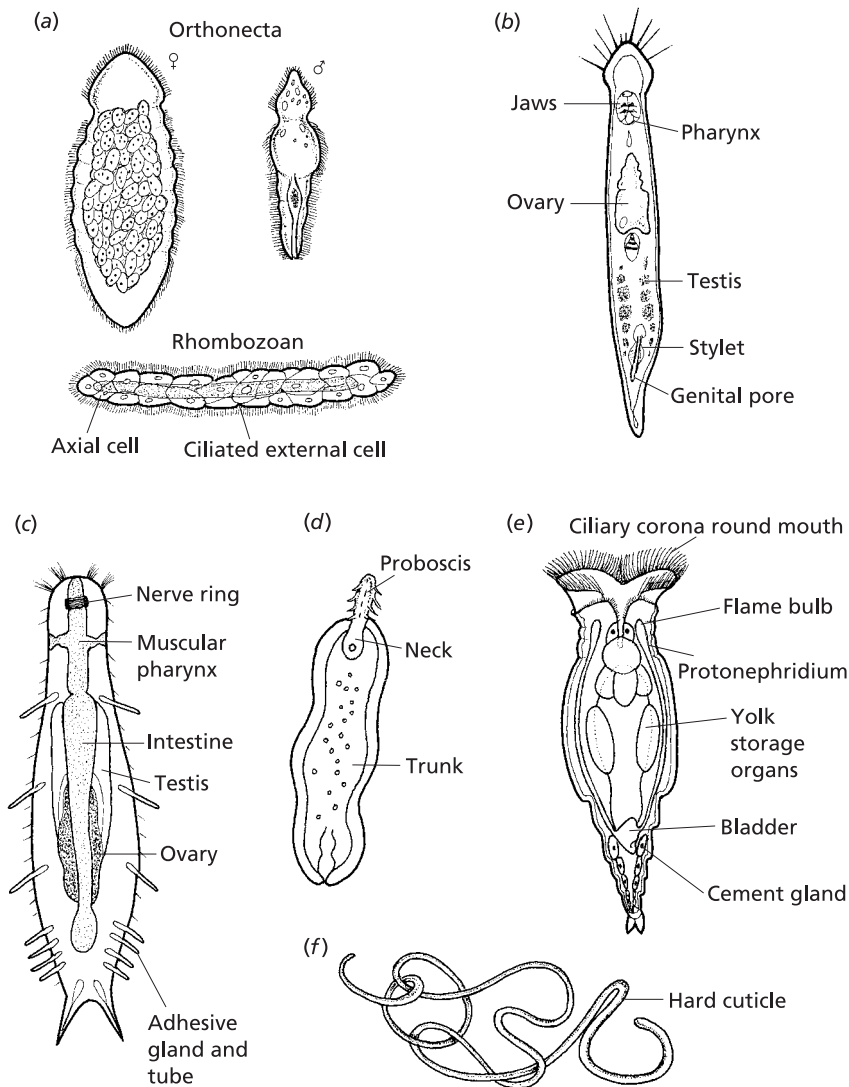 (a)
Orthonecta
♀
♂
Rhombozoan
Axial cell
Ciliated external cell
(b)
Jaws
Pharynx
Ovary
Testis
Stylet
Genital pore
(c)
Nerve ring
Muscular
pharynx
Intestine
Testis
Ovary
Adhesive
gland and
tube
(d)
Proboscis
Neck
Trunk
(e)
Ciliary corona round mouth
Flame bulb
Protonephridium
Yolk
storage
organs
Bladder
Cement gland
(f)
Hard cuticle